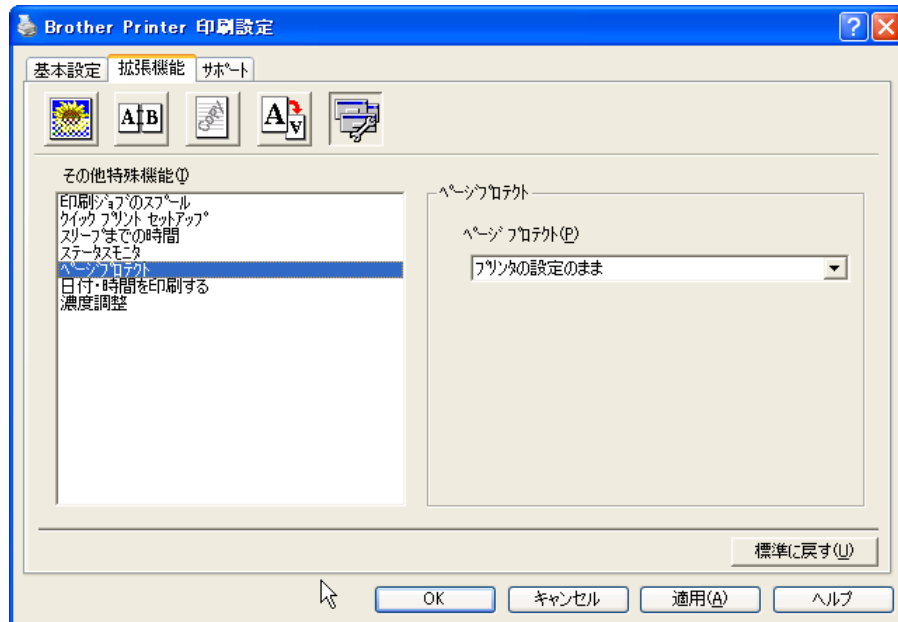 Brother Printer 印刷設定
基本設定 拡張機能 ｻﾎﾟｰﾄ
A B
A A
その他特殊機能(I)
印刷ｼﾞｮﾌﾞのｽﾌﾟｰﾙ
ｸｲｯｸ ﾌﾟﾘﾝﾄ ｾｯﾄｱｯﾌﾟ
ｽﾘｰﾌﾟまでの時間
ｽﾃｰﾀｽﾓﾆﾀ
ﾍﾟｰｼﾞﾌﾟﾛﾃｸﾄ
日付･時間を印刷する
濃度調整
ﾍﾟｰｼﾞﾌﾟﾛﾃｸﾄ
ﾍﾟｰｼﾞ ﾌﾟﾛﾃｸﾄ(P)
ﾌﾟﾘﾝﾀの設定のまま
標準に戻す(U)
OK キャンセル 適用(A) ヘルプ